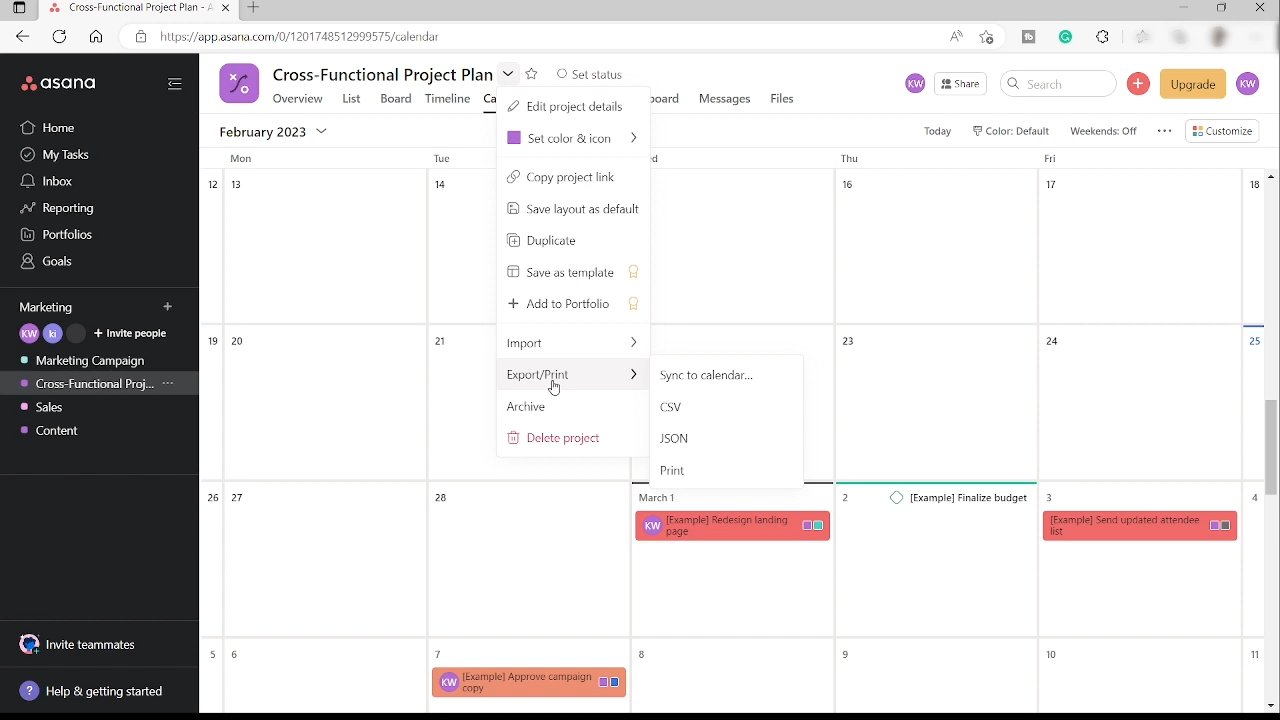 Cross-Functional Project Plan - A
https://app.asana.com/0/1201748512999575/calendar
asana
Home
My Tasks
Inbox
Reporting
Portfolios
Goals
Marketing
KW ki Invite people
Marketing Campaign
Cross-Functional Proj... ...
Sales
Content
Invite teammates
? Help & getting started
Cross-Functional Project Plan
Set status
KW Share
Search
Upgrade
KW
Overview List Board Timeline Ca board Messages Files
February 2023
Today Color: Default Weekends: Off ... Customize
Mon Tue d Thu Fri
12 13 14 16 17 18
19 20 21 23 24 25
26 27 28 March 1 2 [Example] Finalize budget 3 4
KW [Example] Redesign landing page
[Example] Send updated attendee list
5 6 7 8 9 10 11
KW [Example] Approve campaign copy
Edit project details
Set color & icon
Copy project link
Save layout as default
Duplicate
Save as template
Add to Portfolio
Import
Export/Print
Archive
Delete project
Sync to calendar...
CSV
JSON
Print